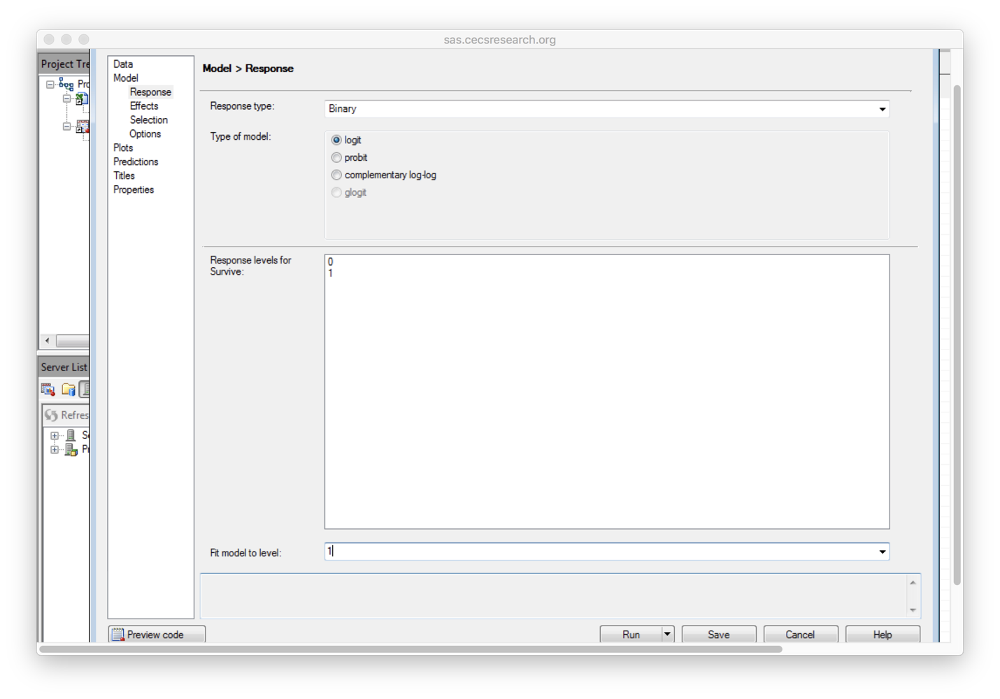 sas.cecsresearch.org
Project Tre
Pro
Data
Model
Response
Effects
Selection
Options
Plots
Predictions
Titles
Properties
Model > Response
Response type:
Binary
Type of model:
logit
probit
complementary log-log
glogit
Response levels for
Survive:
0
1
Fit model to level:
1
Server List
Refres
Preview code
Run
Save
Cancel
Help